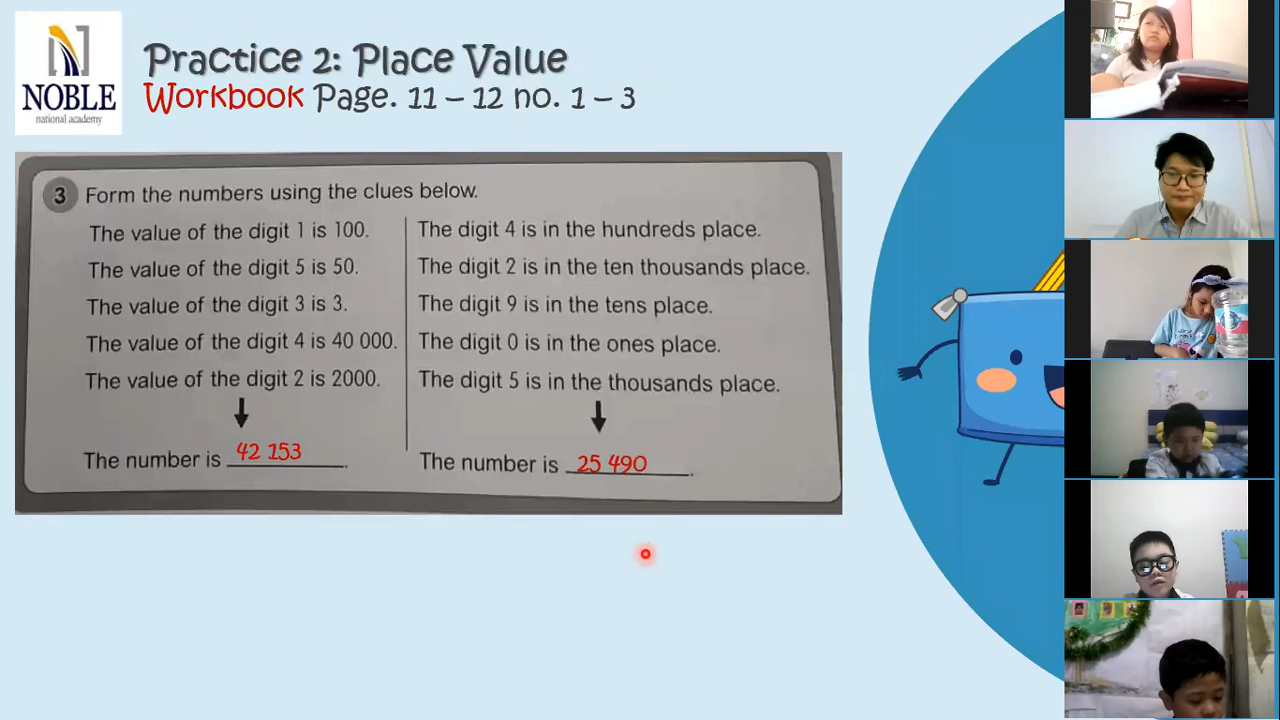 NOBLE
national academy
Practice 2: Place Value
Workbook Page. 11 – 12 no. 1 – 3
3 Form the numbers using the clues below.
The value of the digit 1 is 100.
The value of the digit 5 is 50.
The value of the digit 3 is 3.
The value of the digit 4 is 40 000.
The value of the digit 2 is 2000.
The number is 42 153.
The digit 4 is in the hundreds place.
The digit 2 is in the ten thousands place.
The digit 9 is in the tens place.
The digit 0 is in the ones place.
The digit 5 is in the thousands place.
The number is 25 490.